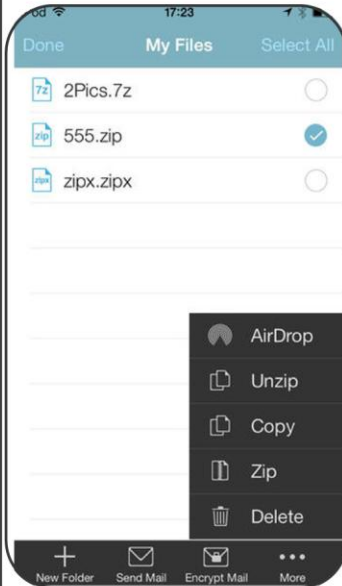 17:23
Done My Files Select All
7z 2Pics.7z
zip 555.zip
zipx zipx.zipx
AirDrop
Unzip
Copy
Zip
Delete
New Folder Send Mail Encrypt Mail More